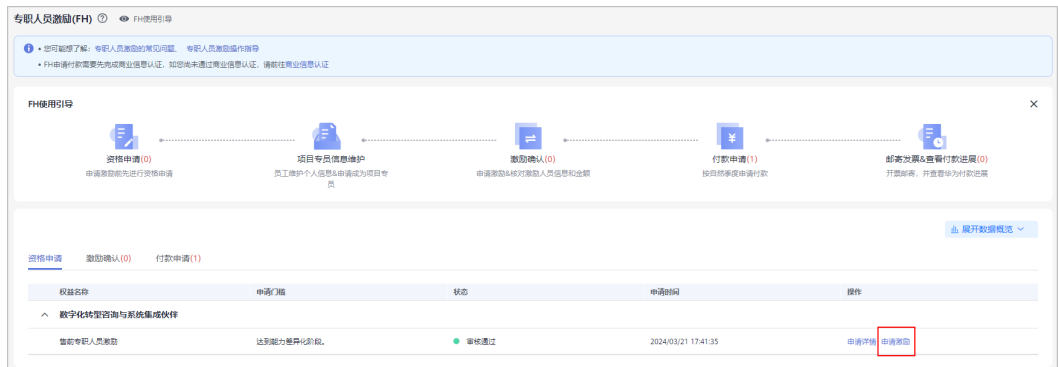 专职人员激励(FH) FH使用引导
• 您可能想了解：专职人员激励的常见问题、 专职人员激励操作指导
• FH申请付款需要先完成商业信息认证，如您尚未通过商业信息认证，请前往商业信息认证
FH使用引导
资格申请(0) 项目专员信息维护 激励确认(0) 付款申请(1) 邮寄发票&查看付款进展(0)
申请激励前先进行资格申请 员工维护个人信息&申请成为项目专员 申请激励&核对激励人员信息和金额 按自然季度申请付款 开票邮寄，并查看华为付款进展
展开数据概览
资格申请 激励确认(0) 付款申请(1)
权益名称 申请门槛 状态 申请时间 操作
数字化转型咨询与系统集成伙伴
售前专职人员激励 达到能力差异化阶段。 审核通过 2024/03/21 17:41:35 申请详情 申请激励